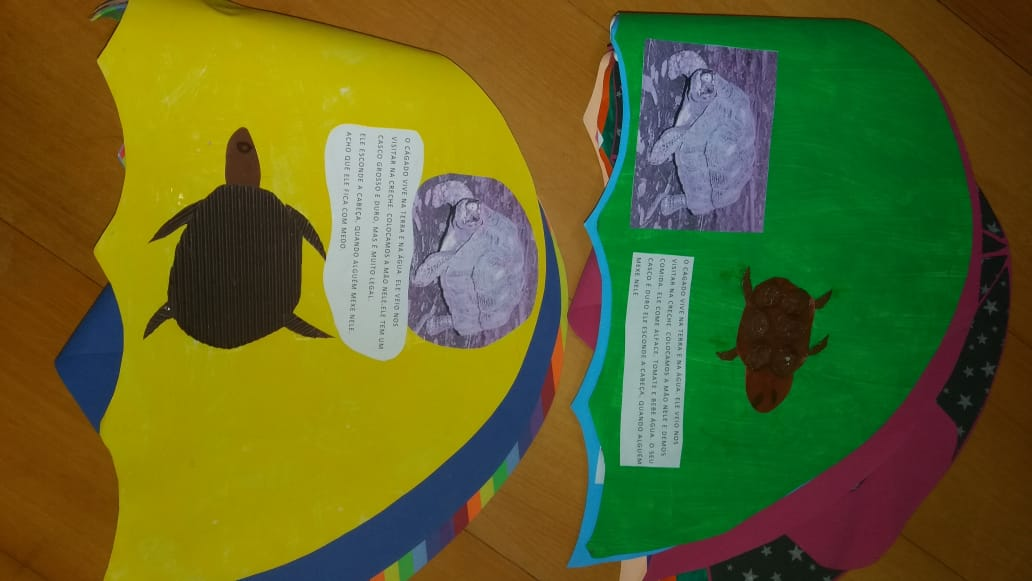 O CÁGADO VIVE NA TERRA E NA ÁGUA. ELE VEIO NOS
VISITAR NA CRECHE. COLOCAMOS A MÃO NELE.ELE TEM UM
CASCO GROSSO E DURO, MAS É MUITO LEGAL.
ELE ESCONDE A CABEÇA, QUANDO ALGUÉM MEXE NELE.
ACHO QUE ELE FICA COM MEDO.
O CÁGADO VIVE NA TERRA E NA ÁGUA. ELE VEIO NOS
VISITAR NA CRECHE. COLOCAMOS A MÃO NELE E DEMOS
COMIDA. ELE COME ALFACE, TOMATE E BEBE ÁGUA. O SEU
CASCO É DURO ELE ESCONDE A CABEÇA, QUANDO ALGUÉM
MEXE NELE